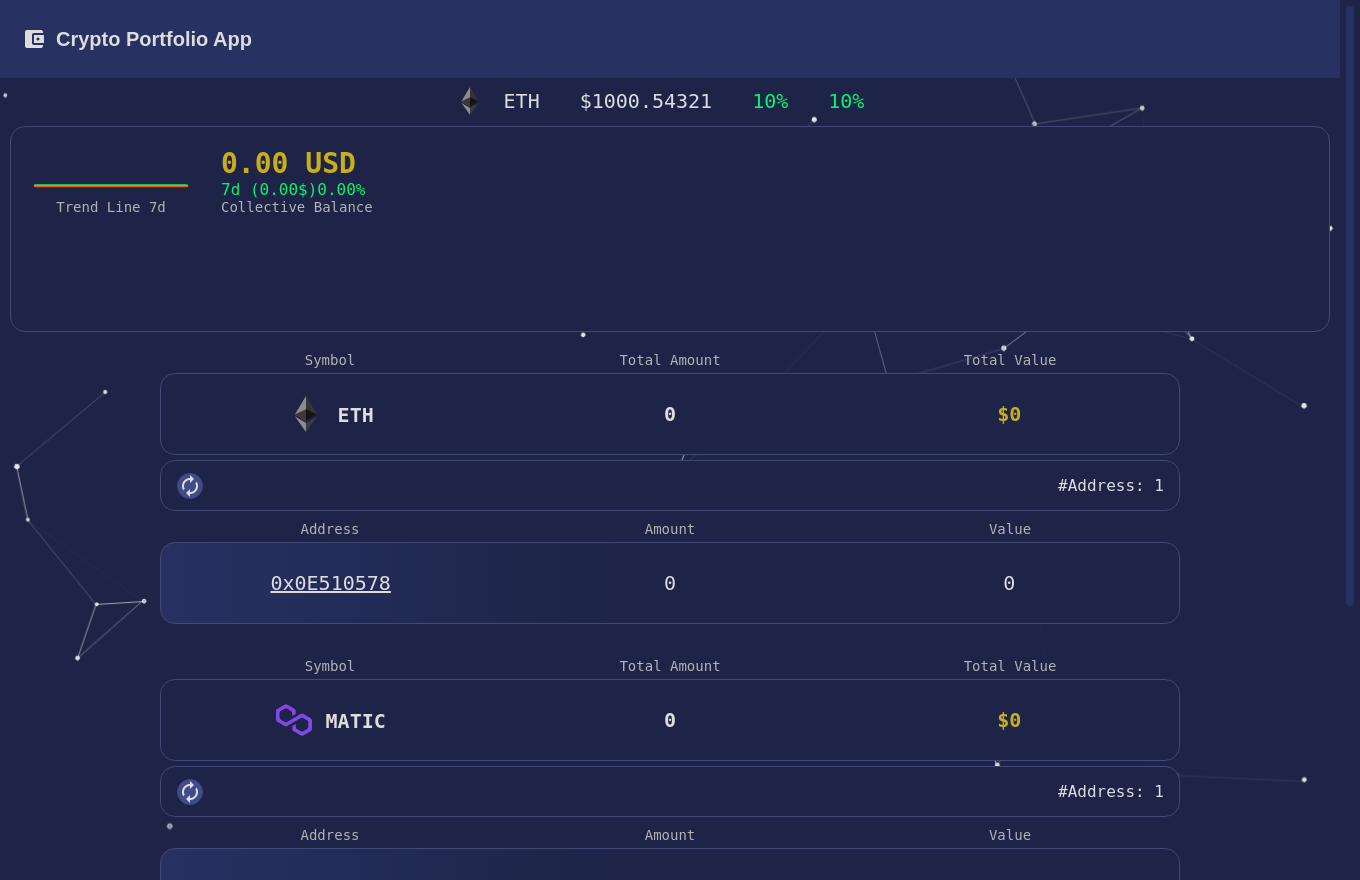 Crypto Portfolio App
ETH $1000.54321 10% 10%
0.00 USD
7d (0.00$)0.00%
Trend Line 7d Collective Balance
Symbol Total Amount Total Value
ETH 0 $0
#Address: 1
Address Amount Value
0x0E510578 0 0
Symbol Total Amount Total Value
MATIC 0 $0
#Address: 1
Address Amount Value